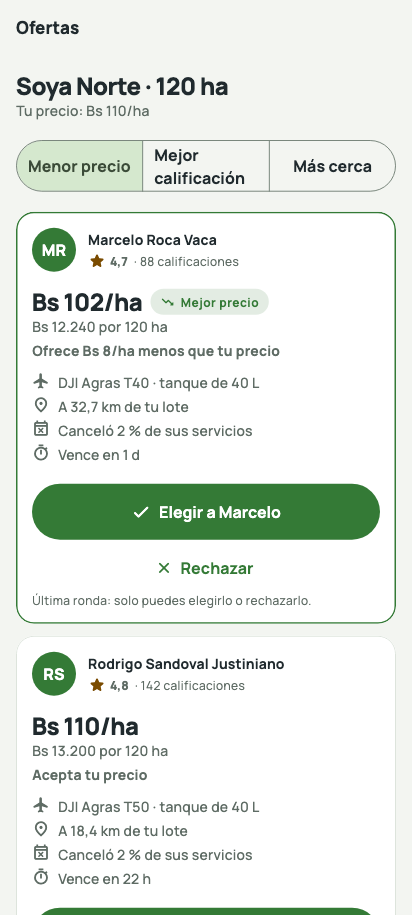 Ofertas
Soya Norte · 120 ha
Tu precio: Bs 110/ha
Menor precio
Mejor
calificación
Más cerca
MR
Marcelo Roca Vaca
4,7 · 88 calificaciones
Bs 102/ha
Mejor precio
Bs 12.240 por 120 ha
Ofrece Bs 8/ha menos que tu precio
DJI Agras T40 · tanque de 40 L
A 32,7 km de tu lote
Canceló 2 % de sus servicios
Vence en 1 d
Elegir a Marcelo
Rechazar
Última ronda: solo puedes elegirlo o rechazarlo.
RS
Rodrigo Sandoval Justiniano
4,8 · 142 calificaciones
Bs 110/ha
Bs 13.200 por 120 ha
Acepta tu precio
DJI Agras T50 · tanque de 40 L
A 18,4 km de tu lote
Canceló 2 % de sus servicios
Vence en 22 h